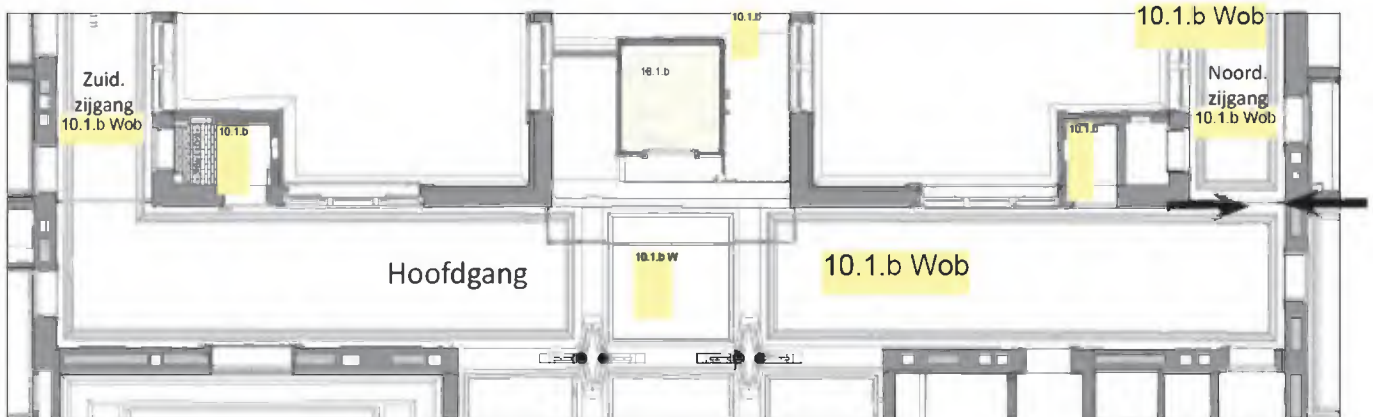 10.1.b
10.1.b Wob
Zuid.
zijgang
10.1.b Wob
10.1.b
Noord.
zijgang
10.1.b Wob
10.1.b
10.1.b
Hoofdgang
10.1.b W
10.1.b Wob